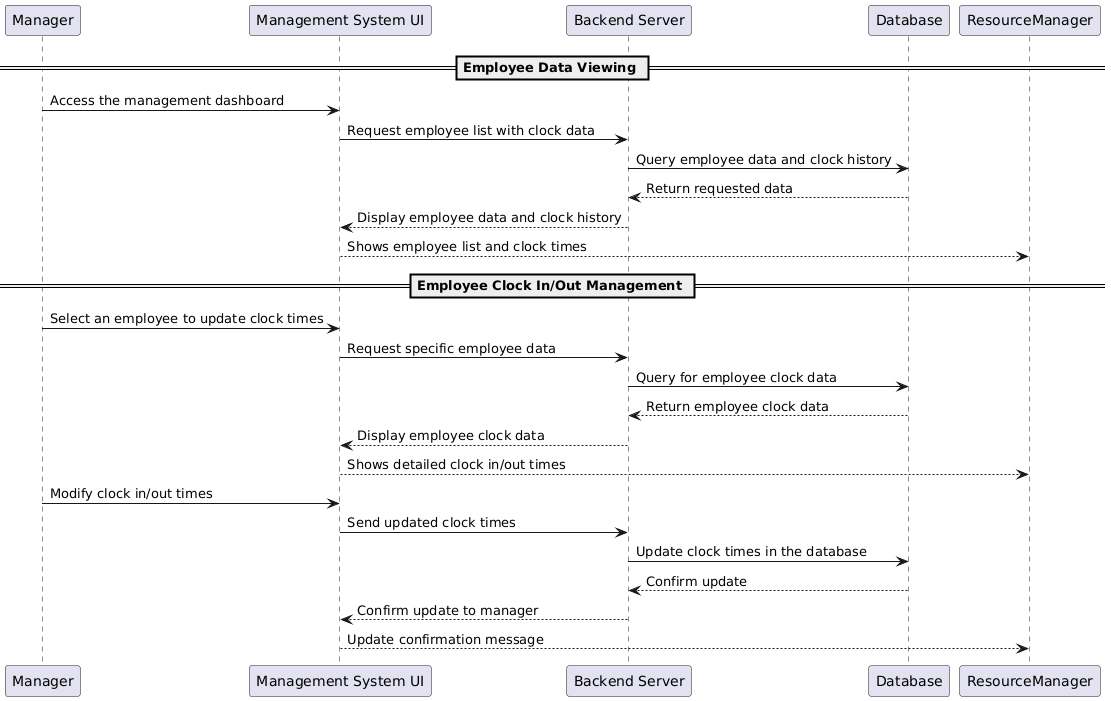 Manager Management System UI Backend Server Database ResourceManager
Employee Data Viewing
Access the management dashboard
Request employee list with clock data
Query employee data and clock history
Return requested data
Display employee data and clock history
Shows employee list and clock times
Employee Clock In/Out Management
Select an employee to update clock times
Request specific employee data
Query for employee clock data
Return employee clock data
Display employee clock data
Shows detailed clock in/out times
Modify clock in/out times
Send updated clock times
Update clock times in the database
Confirm update
Confirm update to manager
Update confirmation message
Manager Management System UI Backend Server Database ResourceManager